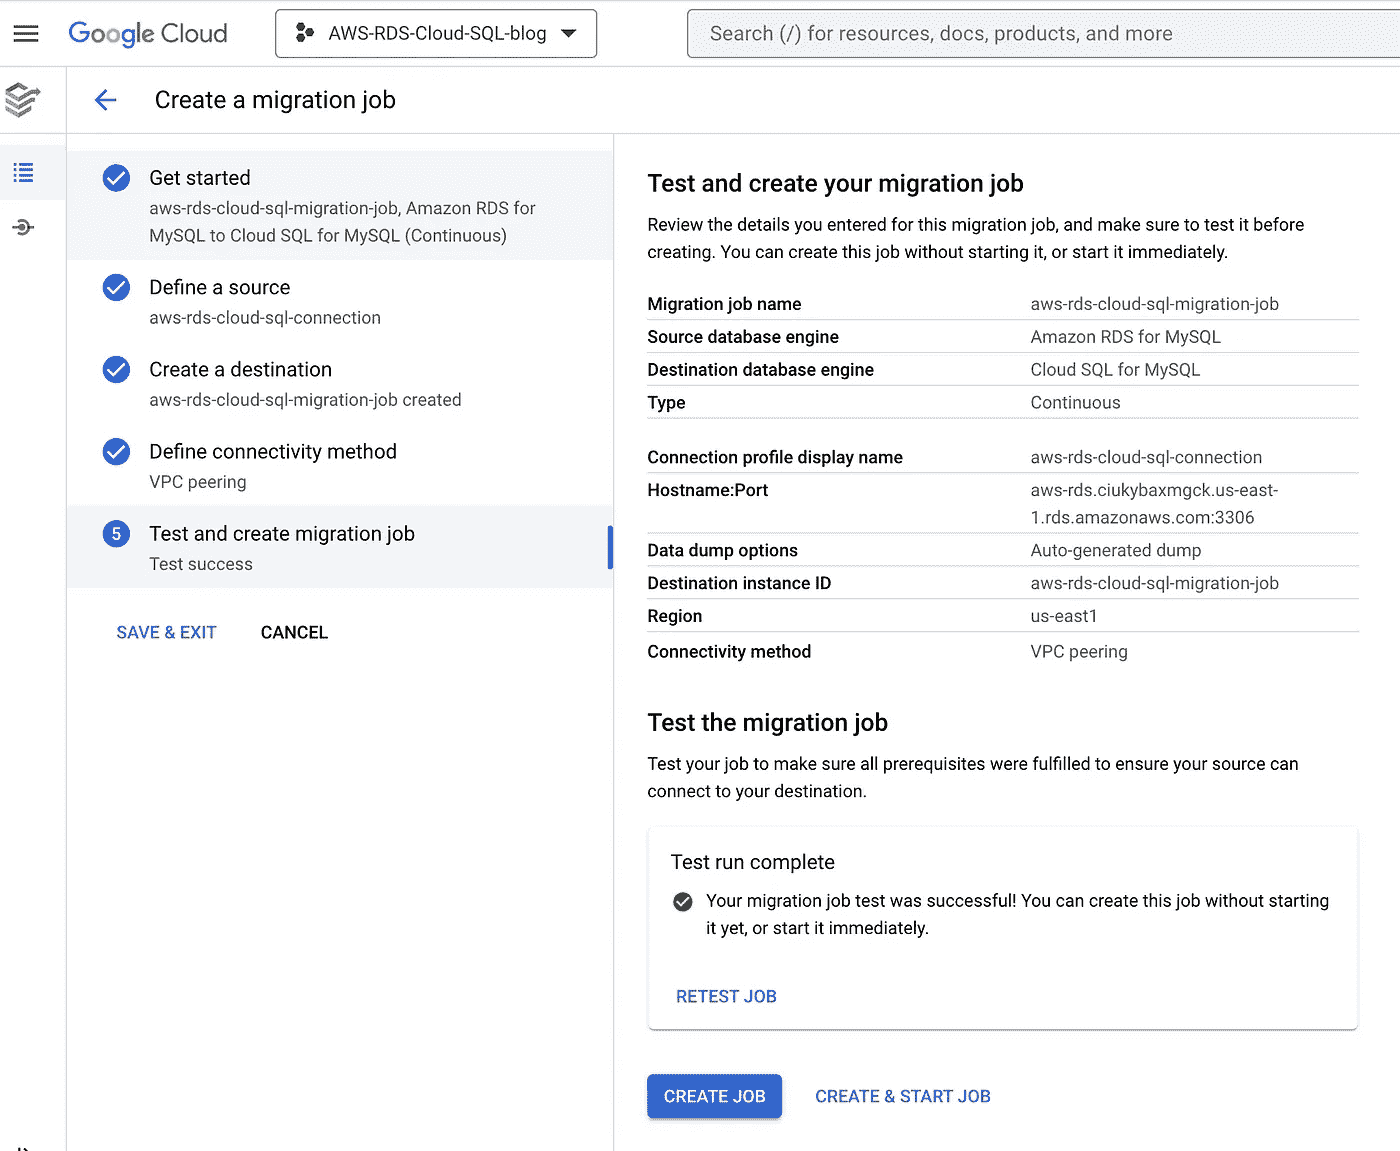 Google Cloud
AWS-RDS-Cloud-SQL-blog
Search (/) for resources, docs, products, and more
Create a migration job
Get started
aws-rds-cloud-sql-migration-job, Amazon RDS for
MySQL to Cloud SQL for MySQL (Continuous)
Define a source
aws-rds-cloud-sql-connection
Create a destination
aws-rds-cloud-sql-migration-job created
Define connectivity method
VPC peering
5 Test and create migration job
Test success
SAVE & EXIT CANCEL
Test and create your migration job
Review the details you entered for this migration job, and make sure to test it before
creating. You can create this job without starting it, or start it immediately.
Migration job name aws-rds-cloud-sql-migration-job
Source database engine Amazon RDS for MySQL
Destination database engine Cloud SQL for MySQL
Type Continuous
Connection profile display name aws-rds-cloud-sql-connection
Hostname:Port aws-rds.ciukybaxmgck.us-east-
1.rds.amazonaws.com:3306
Data dump options Auto-generated dump
Destination instance ID aws-rds-cloud-sql-migration-job
Region us-east1
Connectivity method VPC peering
Test the migration job
Test your job to make sure all prerequisites were fulfilled to ensure your source can
connect to your destination.
Test run complete
Your migration job test was successful! You can create this job without starting
it yet, or start it immediately.
RETEST JOB
CREATE JOB CREATE & START JOB